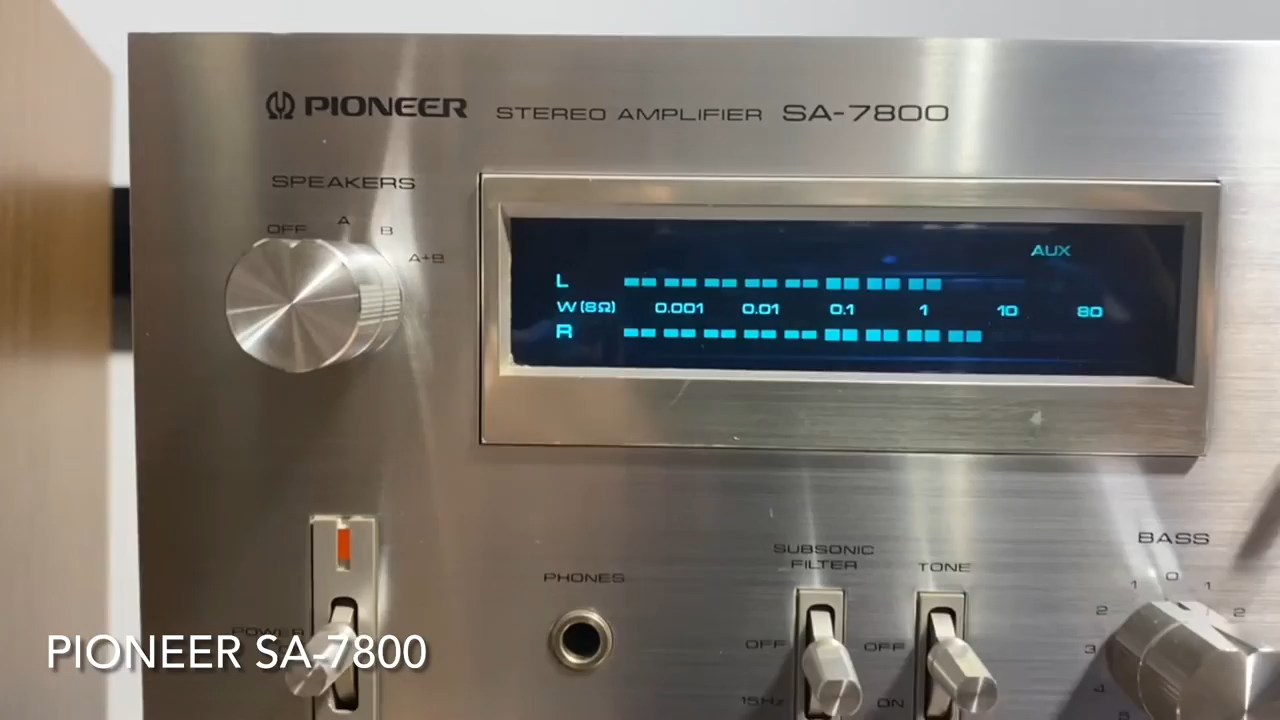 PIONEER STEREO AMPLIFIER SA-7800
SPEAKERS
OFF A B A+B
AUX
L
W (8Ω) 0.001 0.01 0.1 1 10 80
R
POWER
PHONES
SUBSONIC
FILTER
OFF
15Hz
TONE
OFF
ON
BASS
1 0 1
2 2
3
4
5
PIONEER SA-7800